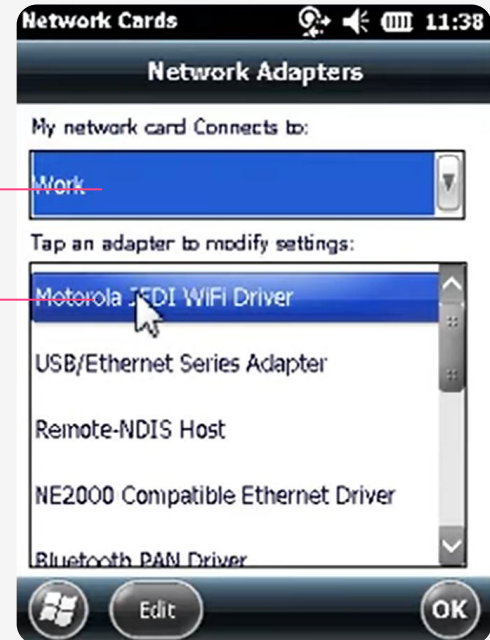 Network Cards 11:38
Network Adapters
My network card Connects to:
Work
Tap an adapter to modify settings:
Motorola JEDI WiFi Driver
USB/Ethernet Series Adapter
Remote-NDIS Host
NE2000 Compatible Ethernet Driver
Bluetooth PAN Driver
Edit OK